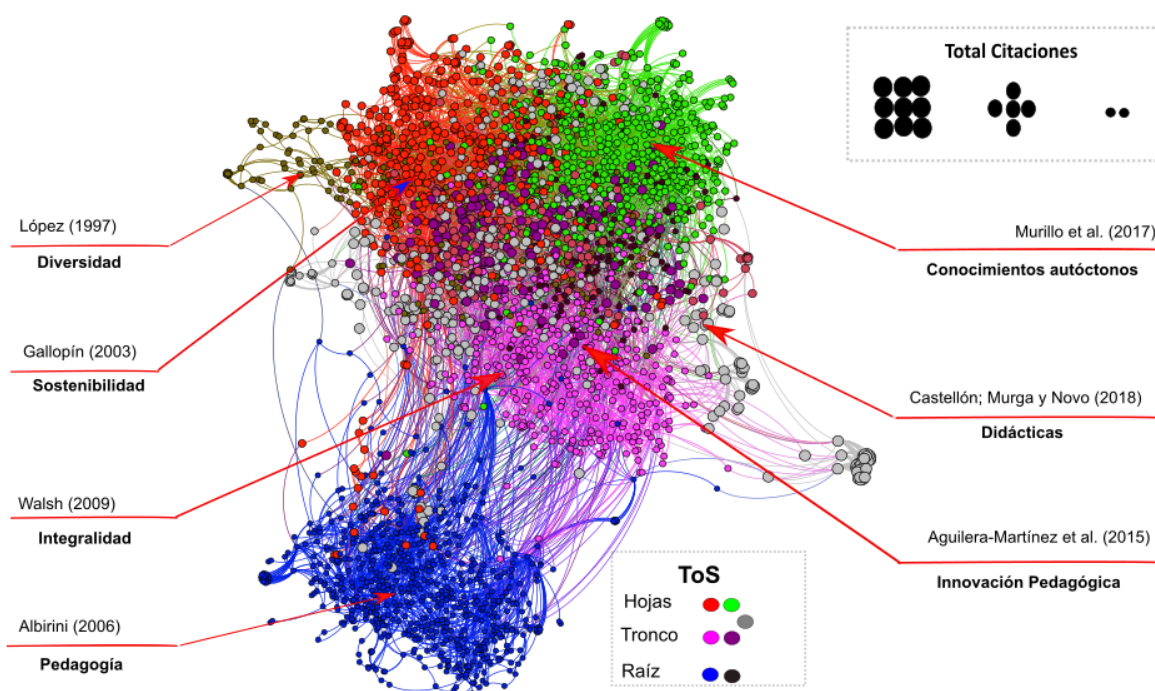 Total Citaciones
López (1997)
Diversidad
Gallopín (2003)
Sostenibilidad
Walsh (2009)
Integralidad
Albirini (2006)
Pedagogía
Murillo et al. (2017)
Conocimientos autóctonos
Castellón; Murga y Novo (2018)
Didácticas
Aguilera-Martínez et al. (2015)
Innovación Pedagógica
ToS
Hojas
Tronco
Raíz